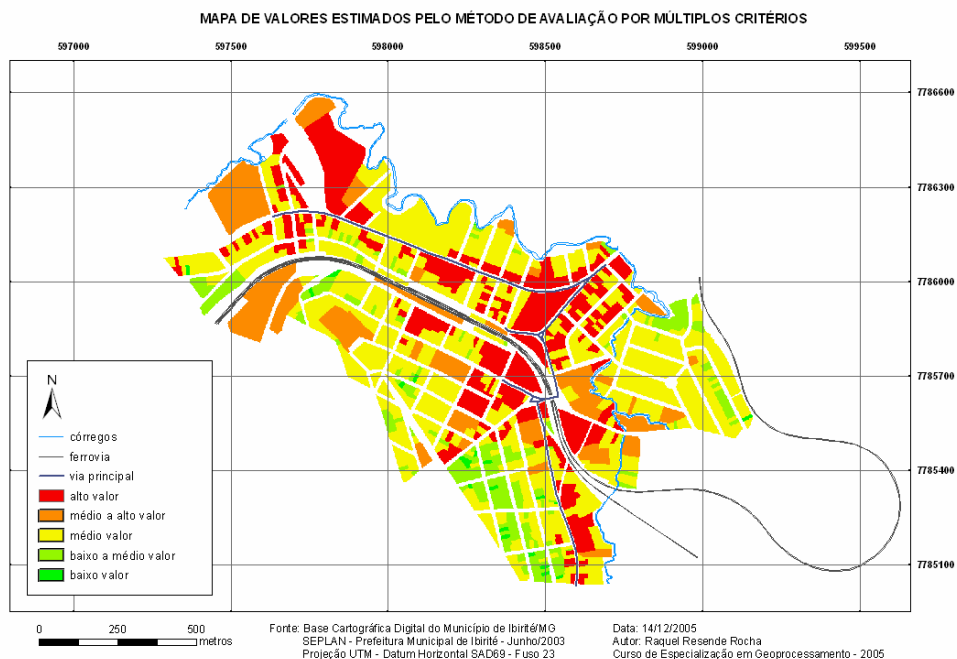 MAPA DE VALORES ESTIMADOS PELO MÉTODO DE AVALIAÇÃO POR MÚLTIPLOS CRITÉRIOS
597000 597500 598000 598500 599000 599500
7786600
7786300
7786000
7785700
7785400
7785100
N
córregos
ferrovia
via principal
alto valor
médio a alto valor
médio valor
baixo a médio valor
baixo valor
0 250 500 metros
Fonte: Base Cartográfica Digital do Município de Ibirité/MG
SEPLAN - Prefeitura Municipal de Ibirité - Junho/2003
Projeção UTM - Datum Horizontal SAD69 - Fuso 23
Data: 14/12/2005
Autor: Raquel Resende Rocha
Curso de Especialização em Geoprocessamento - 2005